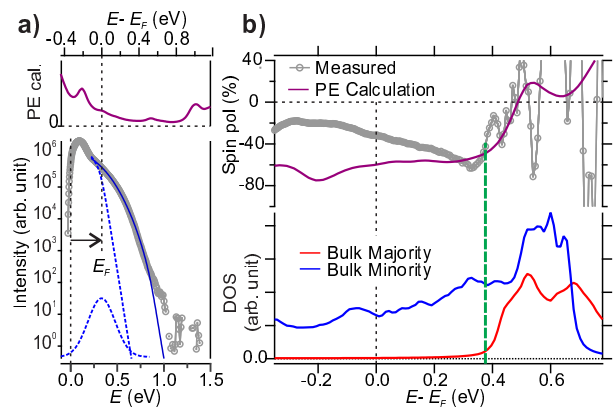 a)
E- E_F (eV)
-0.4 0.0 0.4 1.0
PE cal.
0
10^6
10^5
10^4
10^3
10^2
10^1
10^0
Intensity (arb. unit)
E_F
0.0 0.5 1.0 1.5
E (eV)
b)
40
0
-40
-80
Spin pol (%)
Measured
PE Calculation
Bulk Majority
Bulk Minority
DOS
(arb. unit)
0.0
-0.2 0.0 0.2 0.4 0.6
E- E_F (eV)